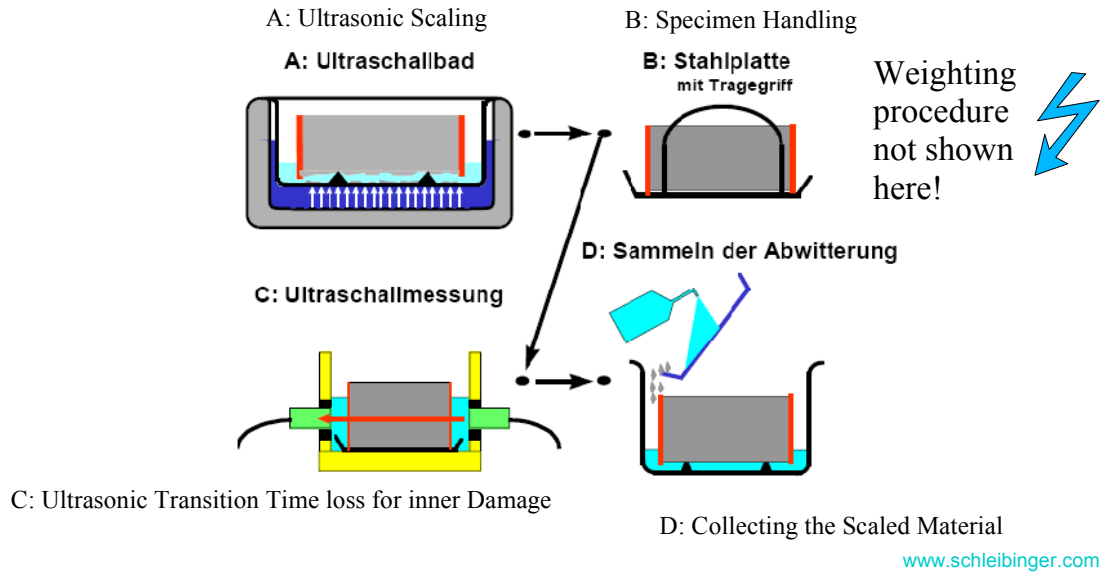 A: Ultrasonic Scaling
B: Specimen Handling
A: Ultraschallbad
B: Stahlplatte
mit Tragegriff
Weighting
procedure
not shown
here!
C: Ultraschallmessung
D: Sammeln der Abwitterung
C: Ultrasonic Transition Time loss for inner Damage
D: Collecting the Scaled Material
www.schleibinger.com